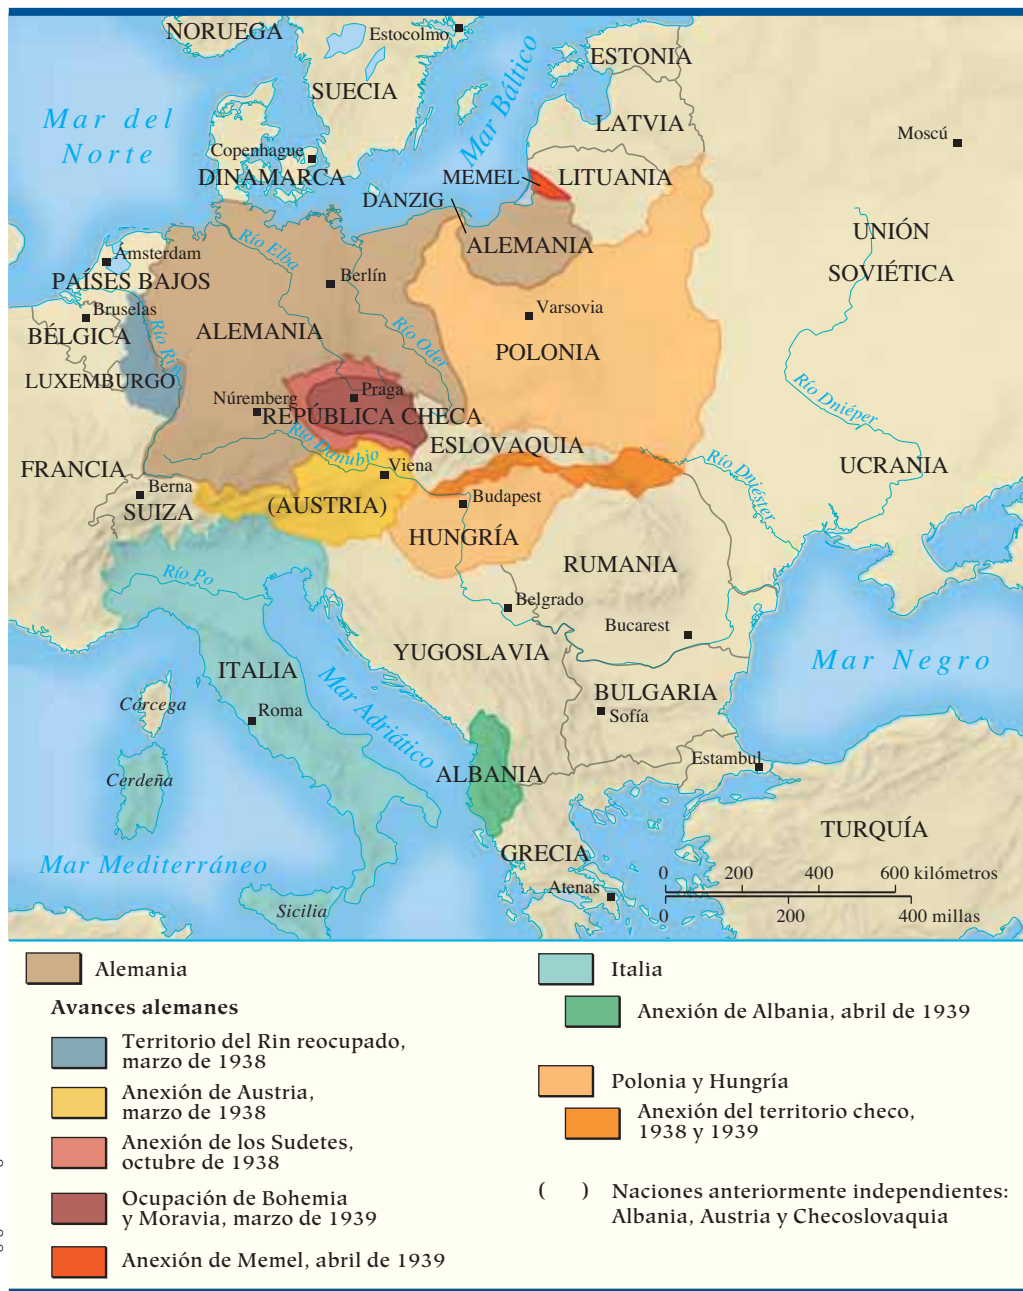 NORUEGA
Estocolmo
ESTONIA
SUECIA
Mar Báltico
Mar del
Norte
LATVIA
Moscú
Copenhague
DINAMARCA
MEMEL
LITUANIA
DANZIG
ALEMANIA
UNIÓN
SOVIÉTICA
Río Elba
Ámsterdam
PAÍSES BAJOS
Berlín
Bruselas
BÉLGICA
Río Rin
ALEMANIA
Río Oder
Varsovia
POLONIA
LUXEMBURGO
Núremberg
Praga
REPÚBLICA CHECA
Río Dniéper
Río Danubio
ESLOVAQUIA
FRANCIA
Viena
Río Dniéster
UCRANIA
Berna
SUIZA
(AUSTRIA)
Budapest
HUNGRÍA
RUMANIA
Río Po
Belgrado
Bucarest
YUGOSLAVIA
ITALIA
Mar Negro
Mar Adriático
Córcega
Roma
BULGARIA
Sofía
Cerdeña
ALBANIA
Estambul
TURQUÍA
GRECIA
Mar Mediterráneo
0 200 400 600 kilómetros
Atenas
0 200 400 millas
Sicilia
Alemania
Avances alemanes
Territorio del Rin reocupado,
marzo de 1938
Anexión de Austria,
marzo de 1938
Anexión de los Sudetes,
octubre de 1938
Ocupación de Bohemia
y Moravia, marzo de 1939
Anexión de Memel, abril de 1939
Italia
Anexión de Albania, abril de 1939
Polonia y Hungría
Anexión del territorio checo,
1938 y 1939
( ) Naciones anteriormente independientes:
Albania, Austria y Checoslovaquia